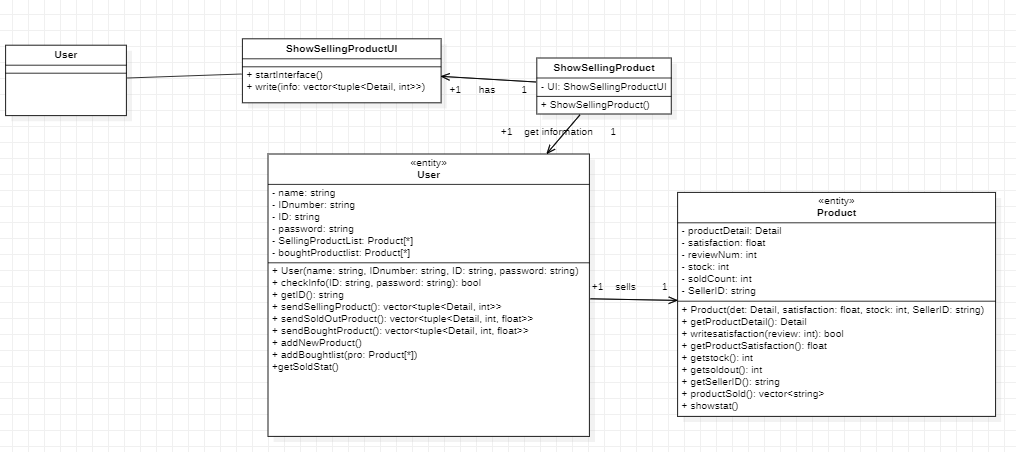 User
ShowSellingProductUI
+ startInterface()
+ write(info: vector<tuple<Detail, int>>)
ShowSellingProduct
- UI: ShowSellingProductUI
+ ShowSellingProduct()
+1 has 1
+1 get information 1
«entity»
User
- name: string
- IDnumber: string
- ID: string
- password: string
- SellingProductList: Product[*]
- boughtProductlist: Product[*]
+ User(name: string, IDnumber: string, ID: string, password: string)
+ checkInfo(ID: string, password: string): bool
+ getID(): string
+ sendSellingProduct(): vector<tuple<Detail, int>>
+ sendSoldOutProduct(): vector<tuple<Detail, int, float>>
+ sendBoughtProduct(): vector<tuple<Detail, int, float>>
+ addNewProduct()
+ addBoughtlist(pro: Product[*])
+getSoldStat()
+1 sells 1
«entity»
Product
- productDetail: Detail
- satisfaction: float
- reviewNum: int
- stock: int
- soldCount: int
- SellerID: string
+ Product(det: Detail, satisfaction: float, stock: int, SellerID: string)
+ getProductDetail(): Detail
+ writesatisfaction(review: int): bool
+ getProductSatisfaction(): float
+ getstock(): int
+ getsoldout(): int
+ getSellerID(): string
+ productSold(): vector<string>
+ showstat()